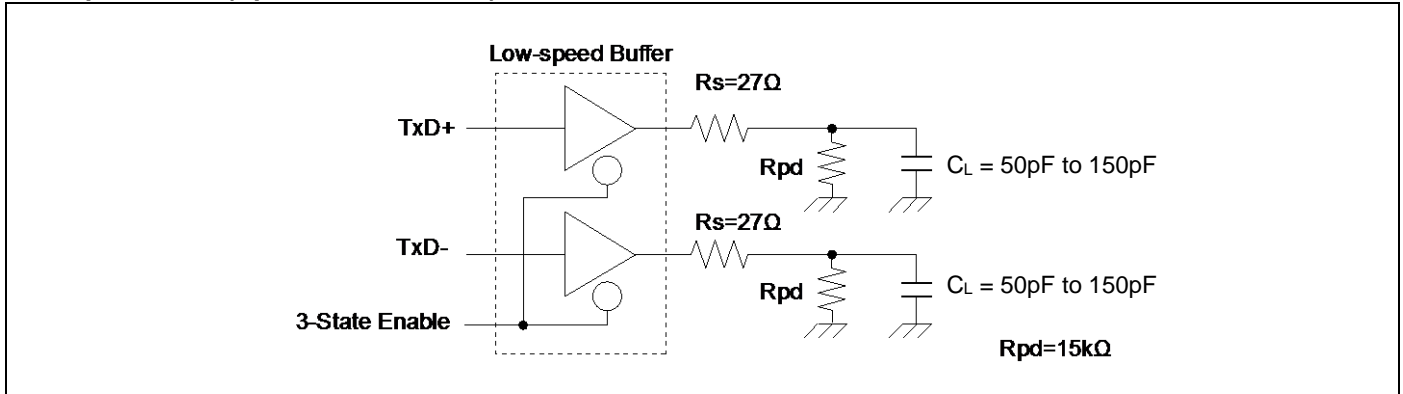 Low-speed Buffer
Rs=27Ω
TxD+
Rpd
CL = 50pF to 150pF
Rs=27Ω
TxD-
Rpd
CL = 50pF to 150pF
3-State Enable
Rpd=15kΩ